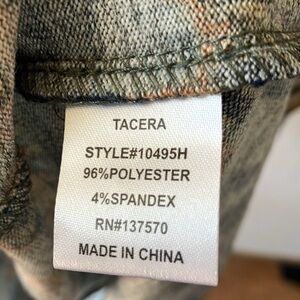 TACERA
STYLE#10495H
96%POLYESTER
4%SPANDEX
RN#137570
MADE IN CHINA